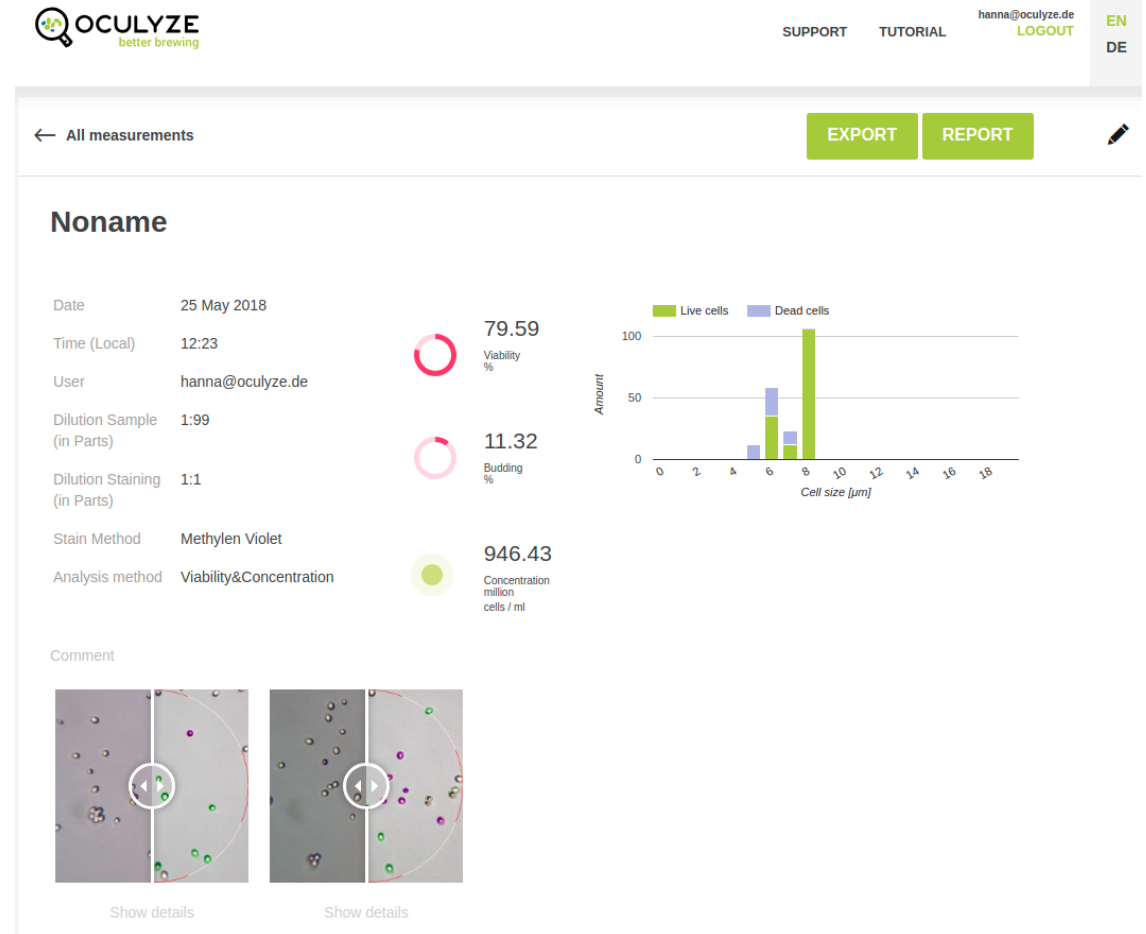 OCULYZE
better brewing
SUPPORT
TUTORIAL
hanna@oculyze.de
LOGOUT
EN
DE
All measurements
EXPORT
REPORT
Noname
Date 25 May 2018
Time (Local) 12:23
User hanna@oculyze.de
Dilution Sample 1:99
(in Parts)
Dilution Staining 1:1
(in Parts)
Stain Method Methylen Violet
Analysis method Viability&Concentration
79.59
Viability
%
11.32
Budding
%
946.43
Concentration
million
cells / ml
Live cells Dead cells
Amount
100
50
0
0 2 4 6 8 10 12 14 16 18
Cell size [μm]
Comment
Show details Show details